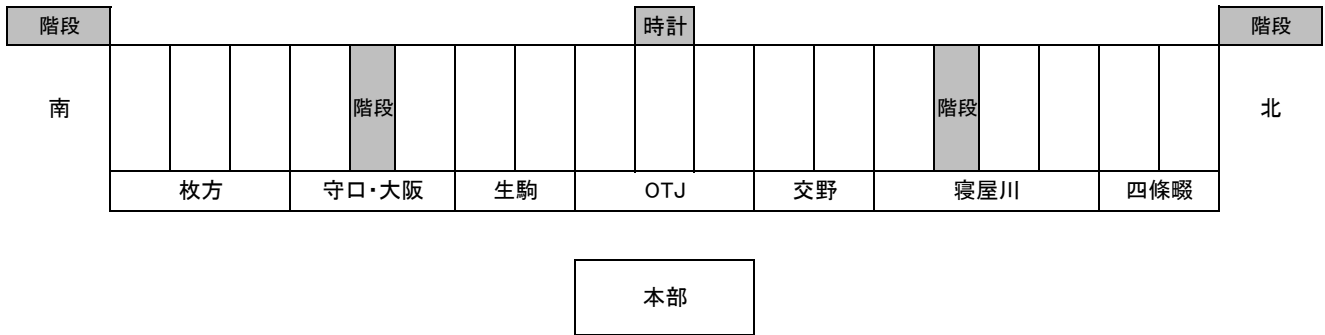 階段 時計 階段
南 階段 階段 北
枚方 守口・大阪 生駒 OTJ 交野 寝屋川 四條畷
本部